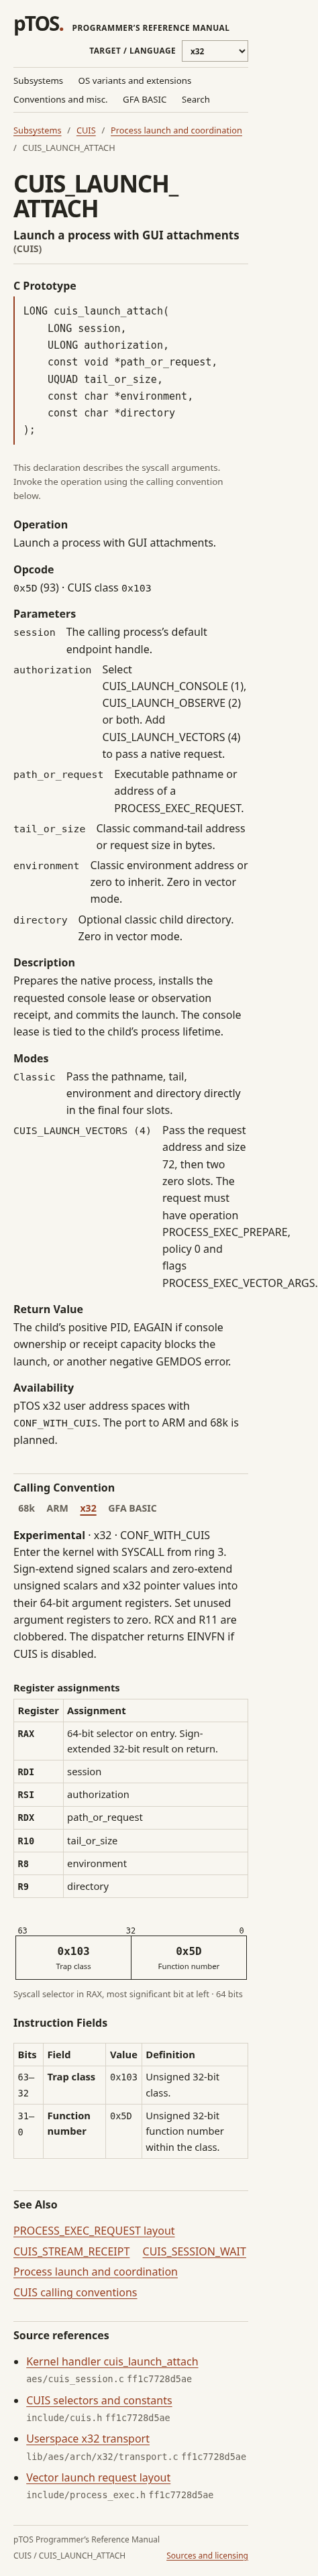 pTOS. PROGRAMMER'S REFERENCE MANUAL
TARGET / LANGUAGE x32
Subsystems OS variants and extensions
Conventions and misc. GFA BASIC Search
Subsystems / CUIS / Process launch and coordination
/ CUIS_LAUNCH_ATTACH
CUIS_LAUNCH_
ATTACH
Launch a process with GUI attachments
(CUIS)
C Prototype
LONG cuis_launch_attach(
    LONG session,
    ULONG authorization,
    const void *path_or_request,
    UQUAD tail_or_size,
    const char *environment,
    const char *directory
);
This declaration describes the syscall arguments.
Invoke the operation using the calling convention
below.
Operation
Launch a process with GUI attachments.
Opcode
0x5D (93) · CUIS class 0x103
Parameters
session The calling process's default
endpoint handle.
authorization Select
CUIS_LAUNCH_CONSOLE (1),
CUIS_LAUNCH_OBSERVE (2)
or both. Add
CUIS_LAUNCH_VECTORS (4)
to pass a native request.
path_or_request Executable pathname or
address of a
PROCESS_EXEC_REQUEST.
tail_or_size Classic command-tail address
or request size in bytes.
environment Classic environment address or
zero to inherit. Zero in vector
mode.
directory Optional classic child directory.
Zero in vector mode.
Description
Prepares the native process, installs the
requested console lease or observation
receipt, and commits the launch. The console
lease is tied to the child's process lifetime.
Modes
Classic Pass the pathname, tail,
environment and directory directly
in the final four slots.
CUIS_LAUNCH_VECTORS (4) Pass the request
address and size
72, then two
zero slots. The
request must
have operation
PROCESS_EXEC_PREPARE,
policy 0 and
flags
PROCESS_EXEC_VECTOR_ARGS.
Return Value
The child's positive PID, EAGAIN if console
ownership or receipt capacity blocks the
launch, or another negative GEMDOS error.
Availability
pTOS x32 user address spaces with
CONF_WITH_CUIS. The port to ARM and 68k is
planned.
Calling Convention
68k ARM x32 GFA BASIC
Experimental · x32 · CONF_WITH_CUIS
Enter the kernel with SYSCALL from ring 3.
Sign-extend signed scalars and zero-extend
unsigned scalars and x32 pointer values into
their 64-bit argument registers. Set unused
argument registers to zero. RCX and R11 are
clobbered. The dispatcher returns EINVFN if
CUIS is disabled.
Register assignments
Register Assignment
RAX 64-bit selector on entry. Sign-
extended 32-bit result on return.
RDI session
RSI authorization
RDX path_or_request
R10 tail_or_size
R8 environment
R9 directory
63 32 0
0x103 0x5D
Trap class Function number
Syscall selector in RAX, most significant bit at left · 64 bits
Instruction Fields
Bits Field Value Definition
63– Trap class 0x103 Unsigned 32-bit
32 class.
31– Function 0x5D Unsigned 32-bit
0 number function number
within the class.
See Also
PROCESS_EXEC_REQUEST layout
CUIS_STREAM_RECEIPT CUIS_SESSION_WAIT
Process launch and coordination
CUIS calling conventions
Source references
Kernel handler cuis_launch_attach
aes/cuis_session.c ff1c7728d5ae
CUIS selectors and constants
include/cuis.h ff1c7728d5ae
Userspace x32 transport
lib/aes/arch/x32/transport.c ff1c7728d5ae
Vector launch request layout
include/process_exec.h ff1c7728d5ae
pTOS Programmer's Reference Manual
CUIS / CUIS_LAUNCH_ATTACH Sources and licensing